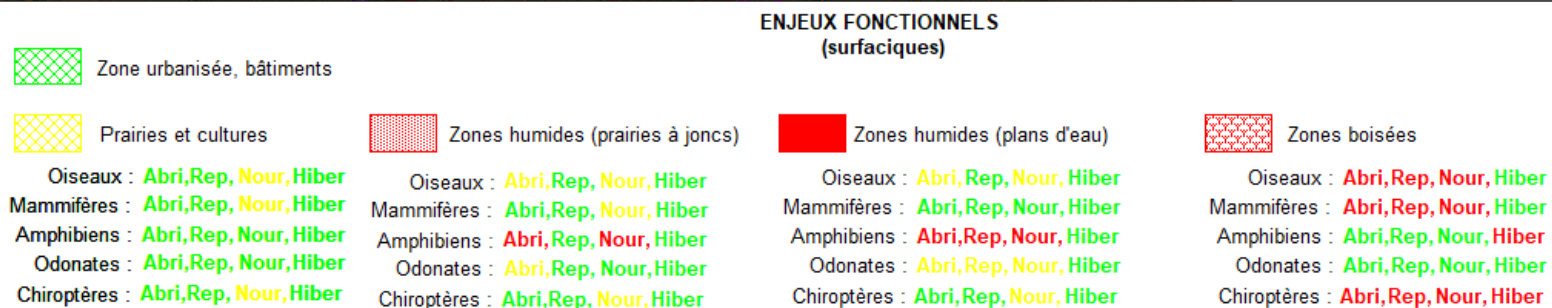 ENJEUX FONCTIONNELS
(surfaciques)
Zone urbanisée, bâtiments
Prairies et cultures
Oiseaux : Abri,Rep, Nour,Hiber
Mammifères : Abri,Rep, Nour,Hiber
Amphibiens : Abri,Rep, Nour,Hiber
Odonates : Abri,Rep, Nour,Hiber
Chiroptères : Abri,Rep, Nour,Hiber
Zones humides (prairies à joncs)
Oiseaux : Abri,Rep, Nour,Hiber
Mammifères : Abri,Rep, Nour,Hiber
Amphibiens : Abri,Rep, Nour,Hiber
Odonates : Abri,Rep, Nour,Hiber
Chiroptères : Abri,Rep, Nour,Hiber
Zones humides (plans d'eau)
Oiseaux : Abri,Rep, Nour,Hiber
Mammifères : Abri,Rep, Nour,Hiber
Amphibiens : Abri,Rep, Nour,Hiber
Odonates : Abri,Rep, Nour,Hiber
Chiroptères : Abri,Rep, Nour,Hiber
Zones boisées
Oiseaux : Abri,Rep, Nour,Hiber
Mammifères : Abri,Rep, Nour,Hiber
Amphibiens : Abri,Rep, Nour,Hiber
Odonates : Abri,Rep, Nour,Hiber
Chiroptères : Abri, Rep, Nour, Hiber